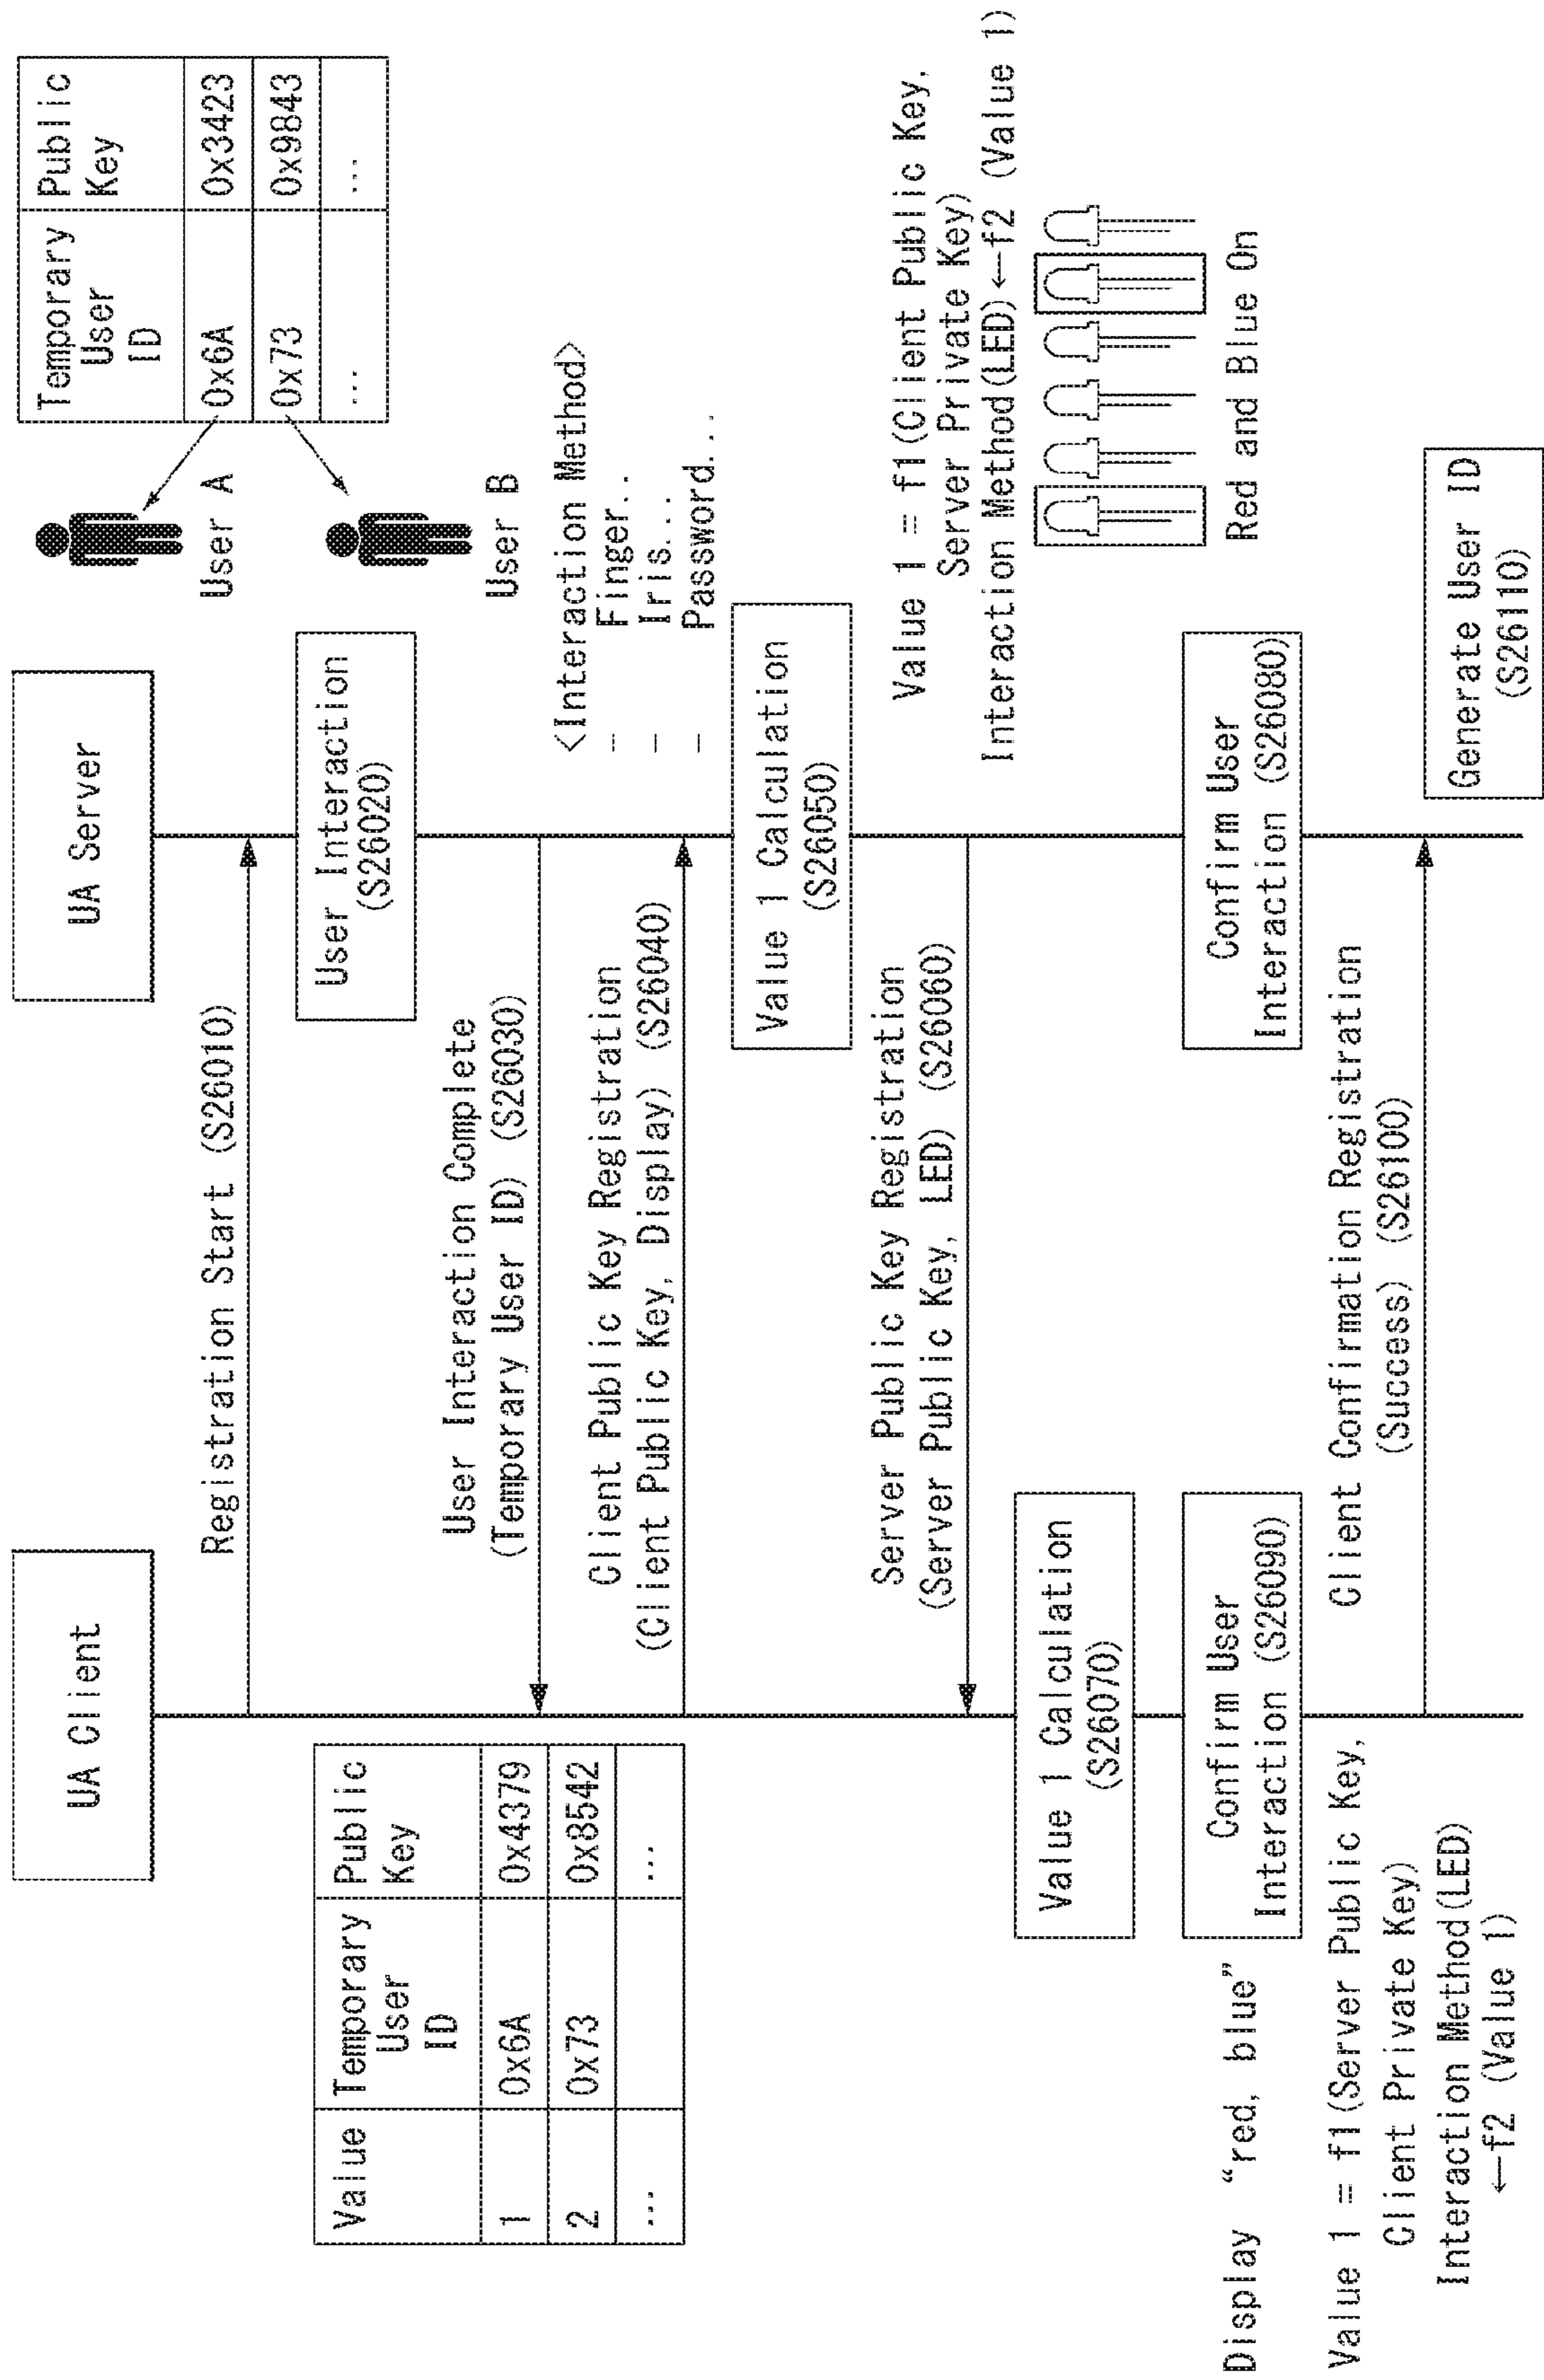 UA Client
UA Server
Temporary
User
ID
Public
Key
0x6A
0x3423
0x73
0x9843
...
...
User A
User B
Registration Start (S26010)
User Interaction
(S26020)
User Interaction Complete
(Temporary User ID) (S26030)
<Interaction Method>
- Finger..
- Iris...
- Password...
Value
Temporary
User
ID
Public
Key
1
0x6A
0x4379
2
0x73
0x8542
...
...
Client Public Key Registration
(Client Public Key, Display) (S26040)
Value 1 Calculation
(S26050)
Server Public Key Registration
(Server Public Key, LED) (S26060)
Value 1 = f1(Client Public Key,
Server Private Key)
Interaction Method(LED)←f2 (Value 1)
Red and Blue On
Value 1 Calculation
(S26070)
Confirm User
Interaction (S26080)
Confirm User
Interaction (S26090)
Display “red, blue”
Value 1 = f1(Server Public Key,
Client Private Key)
Interaction Method(LED)
←f2 (Value 1)
Client Confirmation Registration
(Success) (S26100)
Generate User ID
(S26110)